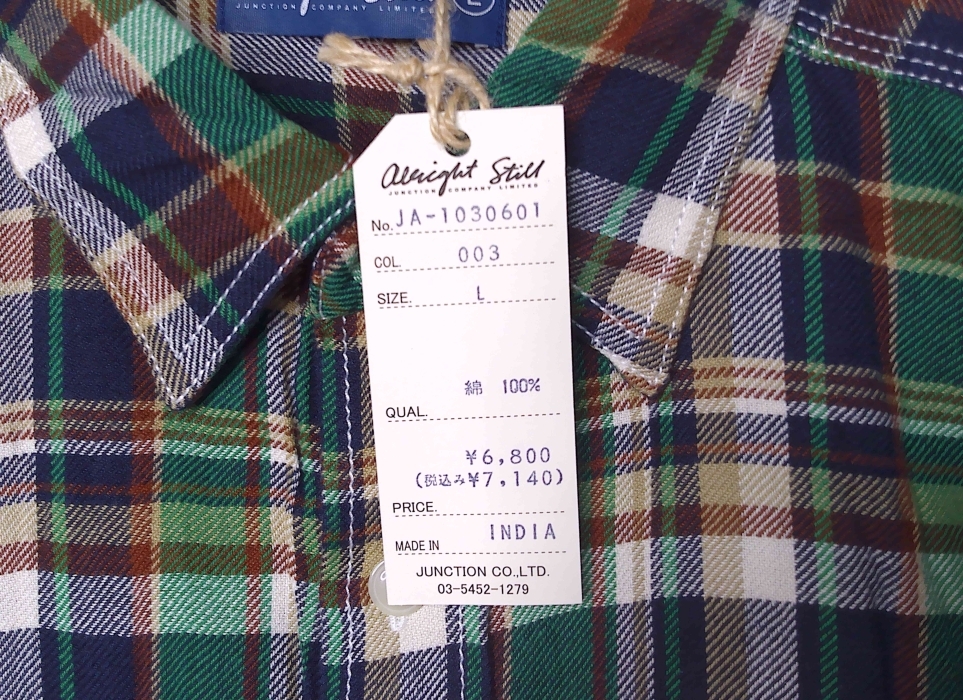 JUNCTION COMPANY LIMITED
L
Alright Still
JUNCTION COMPANY LIMITED
No. JA-1030601
COL. 003
SIZE. L
綿 100%
QUAL.
¥6,800
(税込み¥7,140)
PRICE.
MADE IN INDIA
JUNCTION CO.,LTD.
03-5452-1279